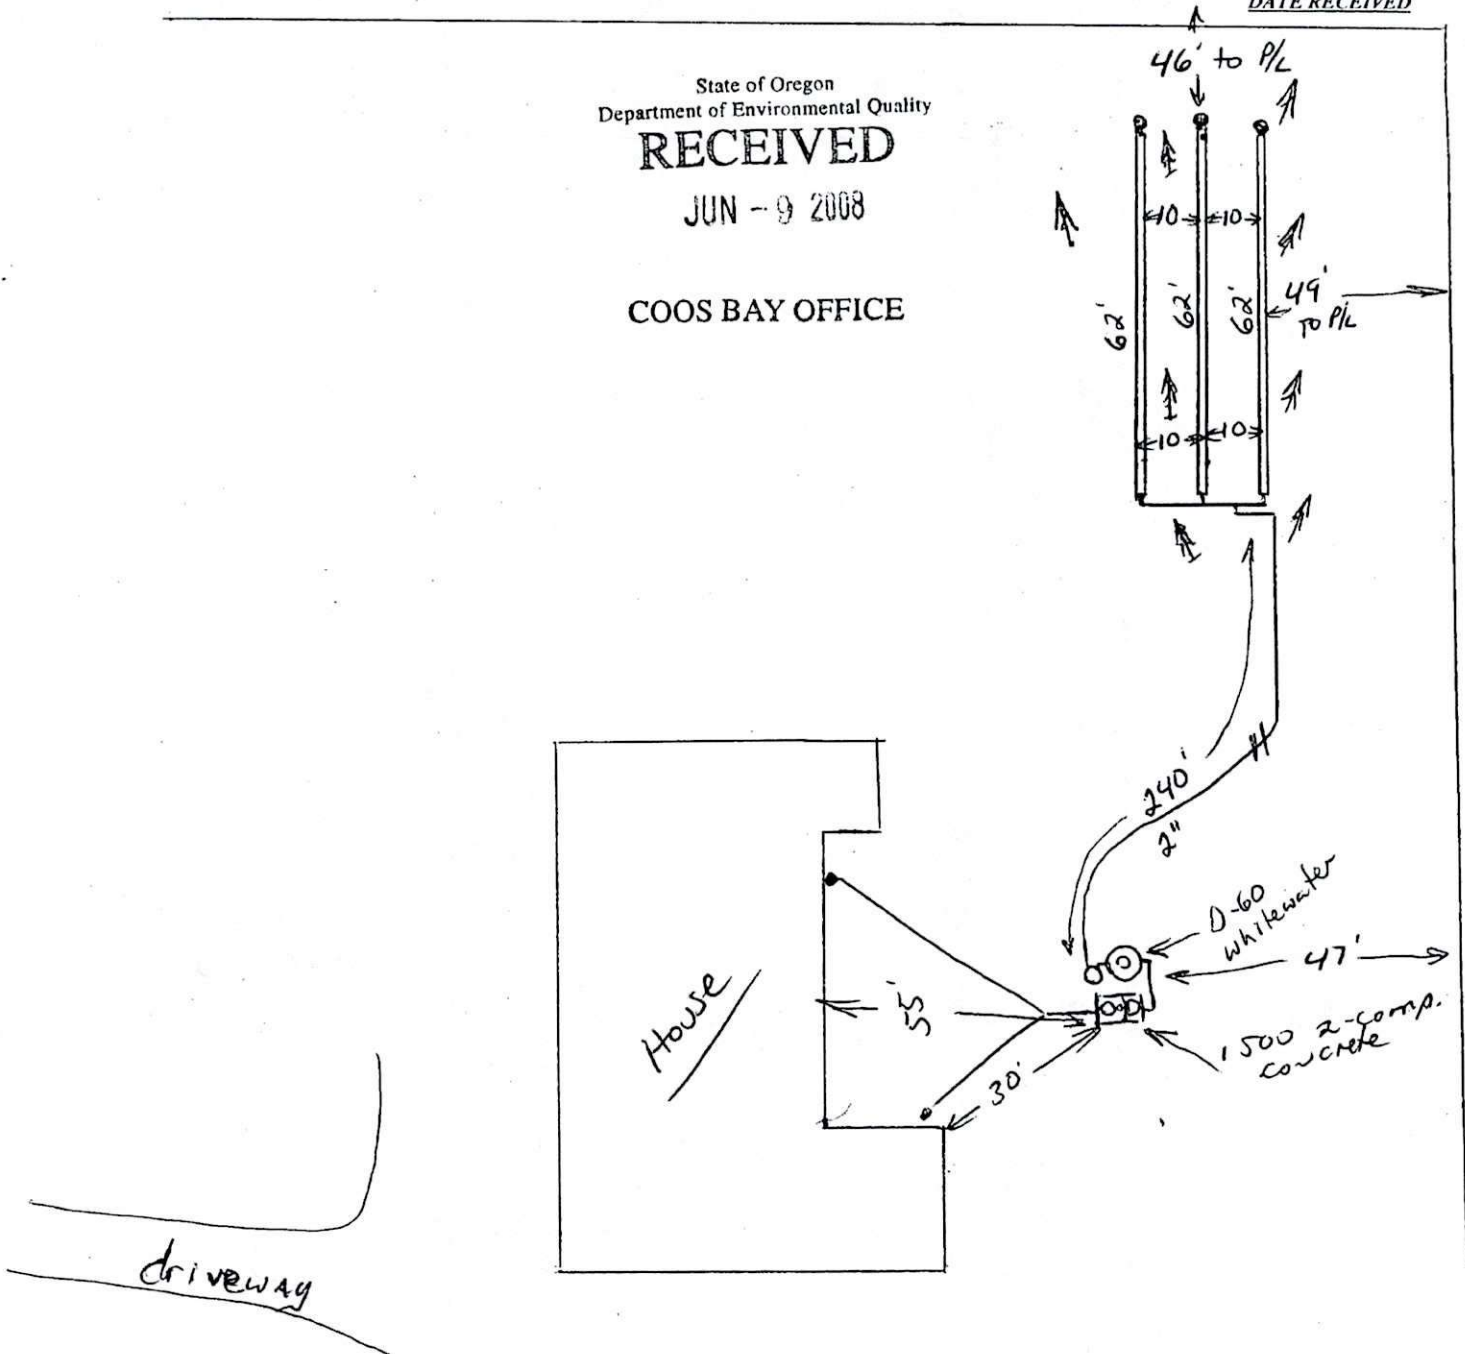 DATE RECEIVED
State of Oregon
Department of Environmental Quality
RECEIVED
JUN - 9 2008
COOS BAY OFFICE
46' to P/L
10 10
62' 62' 62'
49'
TO P/L
10 10
240'
2"
D-60
whitewater
47'
House
55'
30'
1500 2-comp.
concrete
driveway